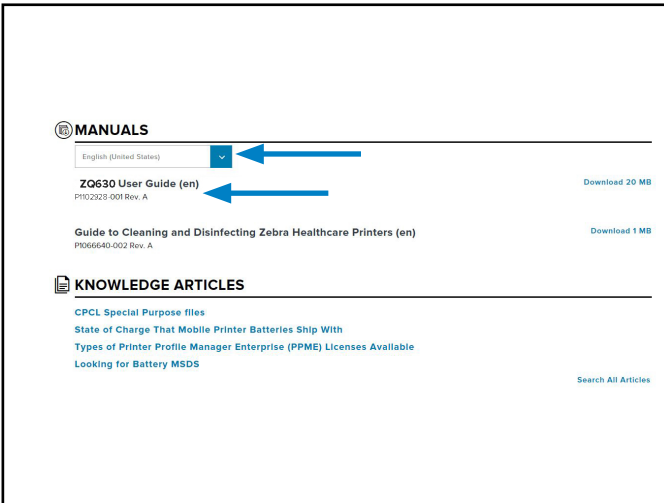 MANUALS
English (United States)
ZQ630 User Guide (en)
Download 20 MB
P1102928-001 Rev. A
Guide to Cleaning and Disinfecting Zebra Healthcare Printers (en)
Download 1 MB
P1066640-002 Rev. A
KNOWLEDGE ARTICLES
CPCL Special Purpose files
State of Charge That Mobile Printer Batteries Ship With
Types of Printer Profile Manager Enterprise (PPME) Licenses Available
Looking for Battery MSDS
Search All Articles